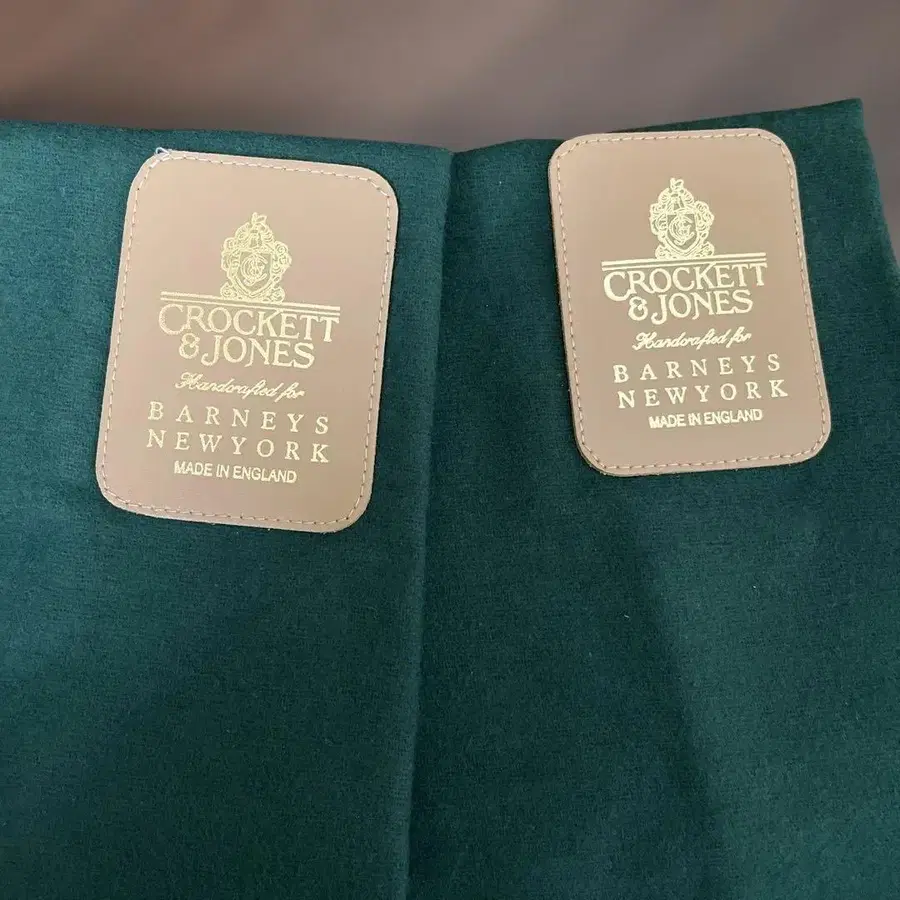 CROCKETT
& JONES
Handcrafted for
BARNEYS
NEWYORK
MADE IN ENGLAND
CROCKETT
& JONES
Handcrafted for
BARNEYS
NEWYORK
MADE IN ENGLAND